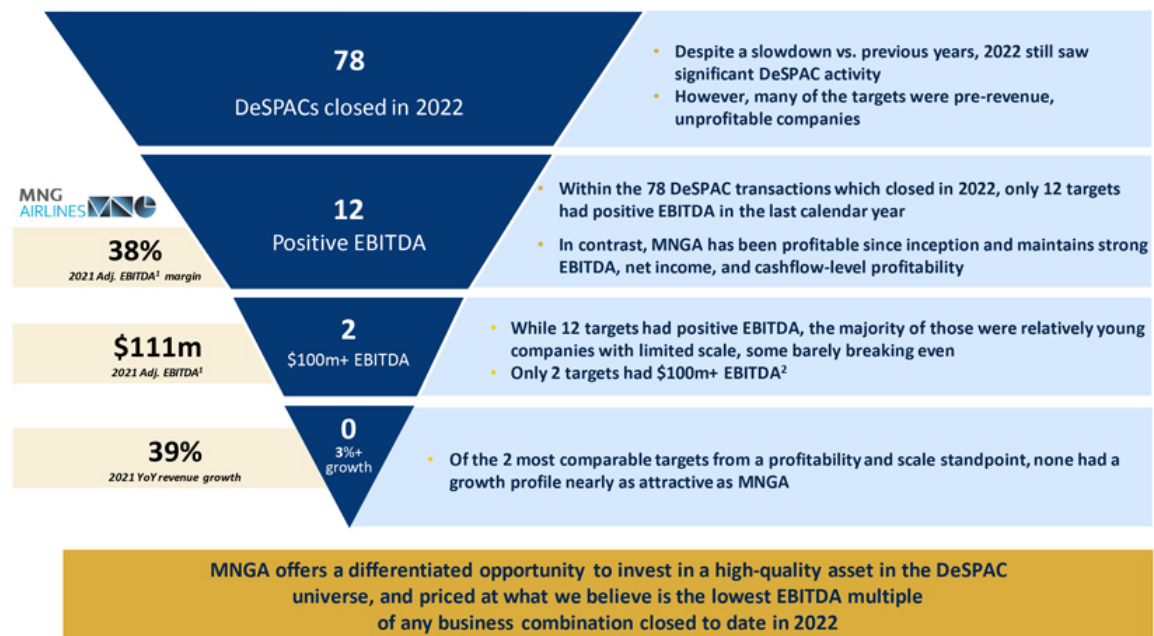 78
DeSPACs closed in 2022
• Despite a slowdown vs. previous years, 2022 still saw
significant DeSPAC activity
• However, many of the targets were pre-revenue,
unprofitable companies
MNG
AIRLINES MNG
38%
2021 Adj. EBITDA¹ margin
12
Positive EBITDA
• Within the 78 DeSPAC transactions which closed in 2022, only 12 targets
had positive EBITDA in the last calendar year
• In contrast, MNGA has been profitable since inception and maintains strong
EBITDA, net income, and cashflow-level profitability
$111m
2021 Adj. EBITDA¹
2
$100m+ EBITDA
• While 12 targets had positive EBITDA, the majority of those were relatively young
companies with limited scale, some barely breaking even
• Only 2 targets had $100m+ EBITDA²
39%
2021 YoY revenue growth
0
3%+
growth
• Of the 2 most comparable targets from a profitability and scale standpoint, none had a
growth profile nearly as attractive as MNGA
MNGA offers a differentiated opportunity to invest in a high-quality asset in the DeSPAC
universe, and priced at what we believe is the lowest EBITDA multiple
of any business combination closed to date in 2022